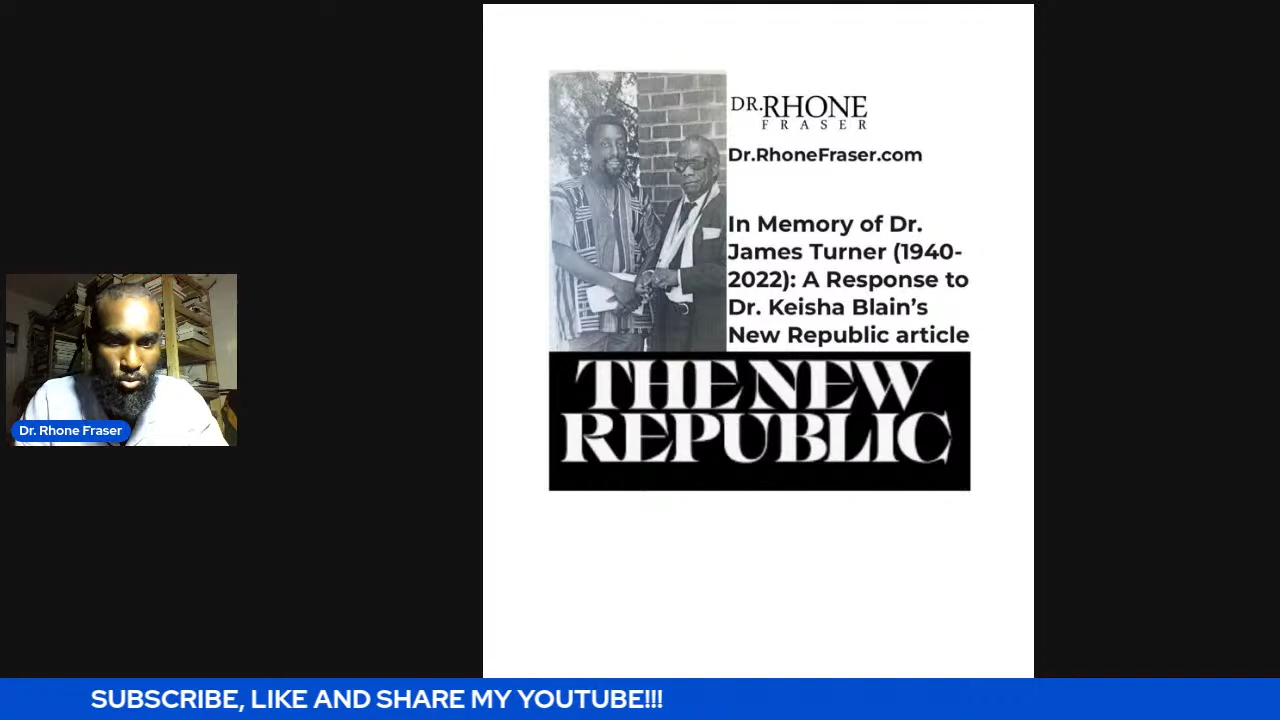 DR. RHONE
FRASER
Dr.RhoneFraser.com
In Memory of Dr.
James Turner (1940-
2022): A Response to
Dr. Keisha Blain’s
New Republic article
THE NEW
REPUBLIC
Dr. Rhone Fraser
SUBSCRIBE, LIKE AND SHARE MY YOUTUBE!!!